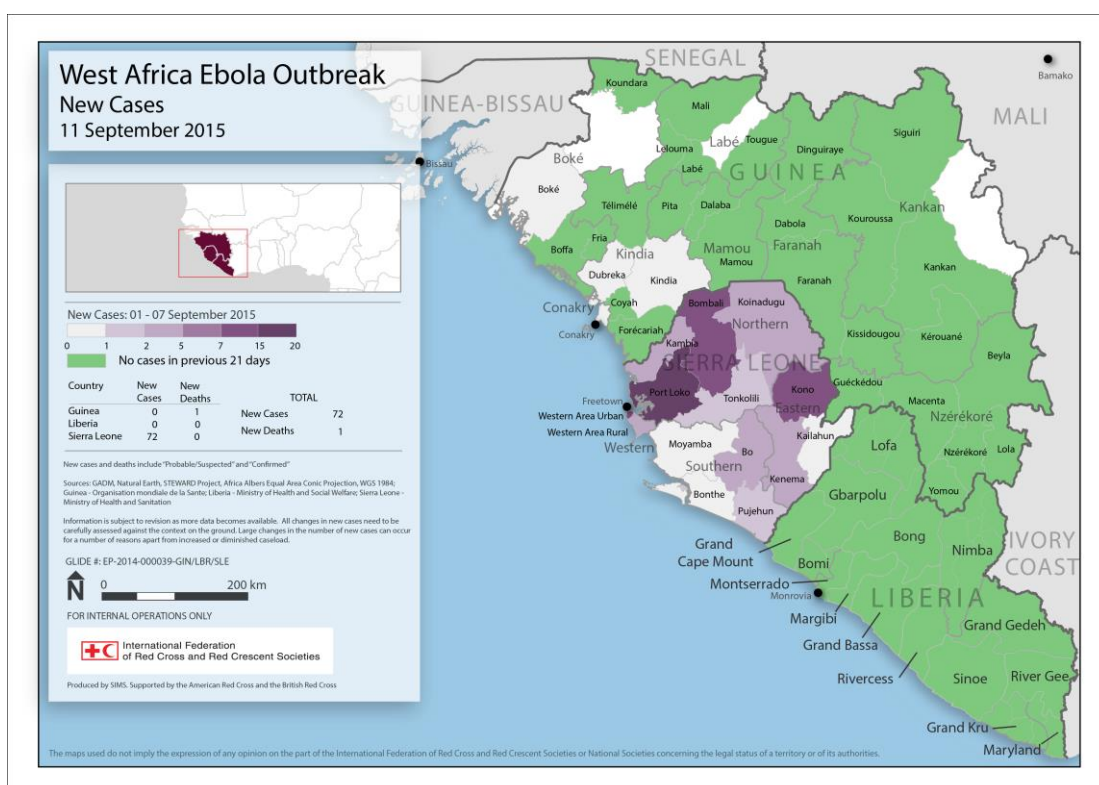 West Africa Ebola Outbreak
New Cases
11 September 2015
New Cases: 01 - 07 September 2015
0 1 2 5 7 15 20
No cases in previous 21 days
Country New Cases New Deaths TOTAL
Guinea 0 1 New Cases 72
Liberia 0 0 New Deaths 1
Sierra Leone 72 0
New cases and deaths include "Probable/Suspected" and "Confirmed"
Sources: GADM, Natural Earth, STEWARD Project, Africa Albers Equal Area Conic Projection, WGS 1984;
Guinea - Organisation mondiale de la Sante; Liberia - Ministry of Health and Social Welfare; Sierra Leone -
Ministry of Health and Sanitation
Information is subject to revision as more data becomes available. All changes in new cases need to be
carefully assessed against the context on the ground. Large changes in the number of new cases can occur
for a number of reasons apart from increased or diminished caseload.
GLIDE #: EP-2014-000039-GIN/LBR/SLE
N
0 200 km
FOR INTERNAL OPERATIONS ONLY
International Federation
of Red Cross and Red Crescent Societies
Produced by SIMS. Supported by the American Red Cross and the British Red Cross
SENEGAL
Bamako
Koundara
GUINEA-BISSAU
Mali
MALI
Siguiri
Lelouma
Labé
Tougue
Dinguiraye
Bissau
Boké
Labé
GUINEA
Boké
Télimélé
Pita
Dalaba
Kouroussa
Kankan
Dabola
Fria
Boffa
Kindia
Mamou
Faranah
Mamou
Kankan
Dubreka
Kindia
Faranah
Coyah
Bombali
Koinadugu
Conakry
Forécariah
Northern
Conakry
Kambia
Kissidougou
Kérouané
Beyla
SIERRA LEONE
Guéckédou
Port Loko
Kono
Freetown
Tonkolili
Eastern
Macenta
Western Area Urban
Nzérékoré
Western Area Rural
Kailahun
Western
Moyamba
Lofa
Bo
Nzérékoré
Lola
Southern
Kenema
Yomou
Bonthe
Gbarpolu
Pujehun
Bong
IVORY
COAST
Grand
Cape Mount
Nimba
Bomi
Montserrado
Monrovia
LIBERIA
Margibi
Grand Gedeh
Grand Bassa
Rivercess
Sinoe
River Gee
Grand Kru
Maryland
The maps used do not imply the expression of any opinion on the part of the International Federation of Red Cross and Red Crescent Societies or National Societies concerning the legal status of a territory or of its authorities.